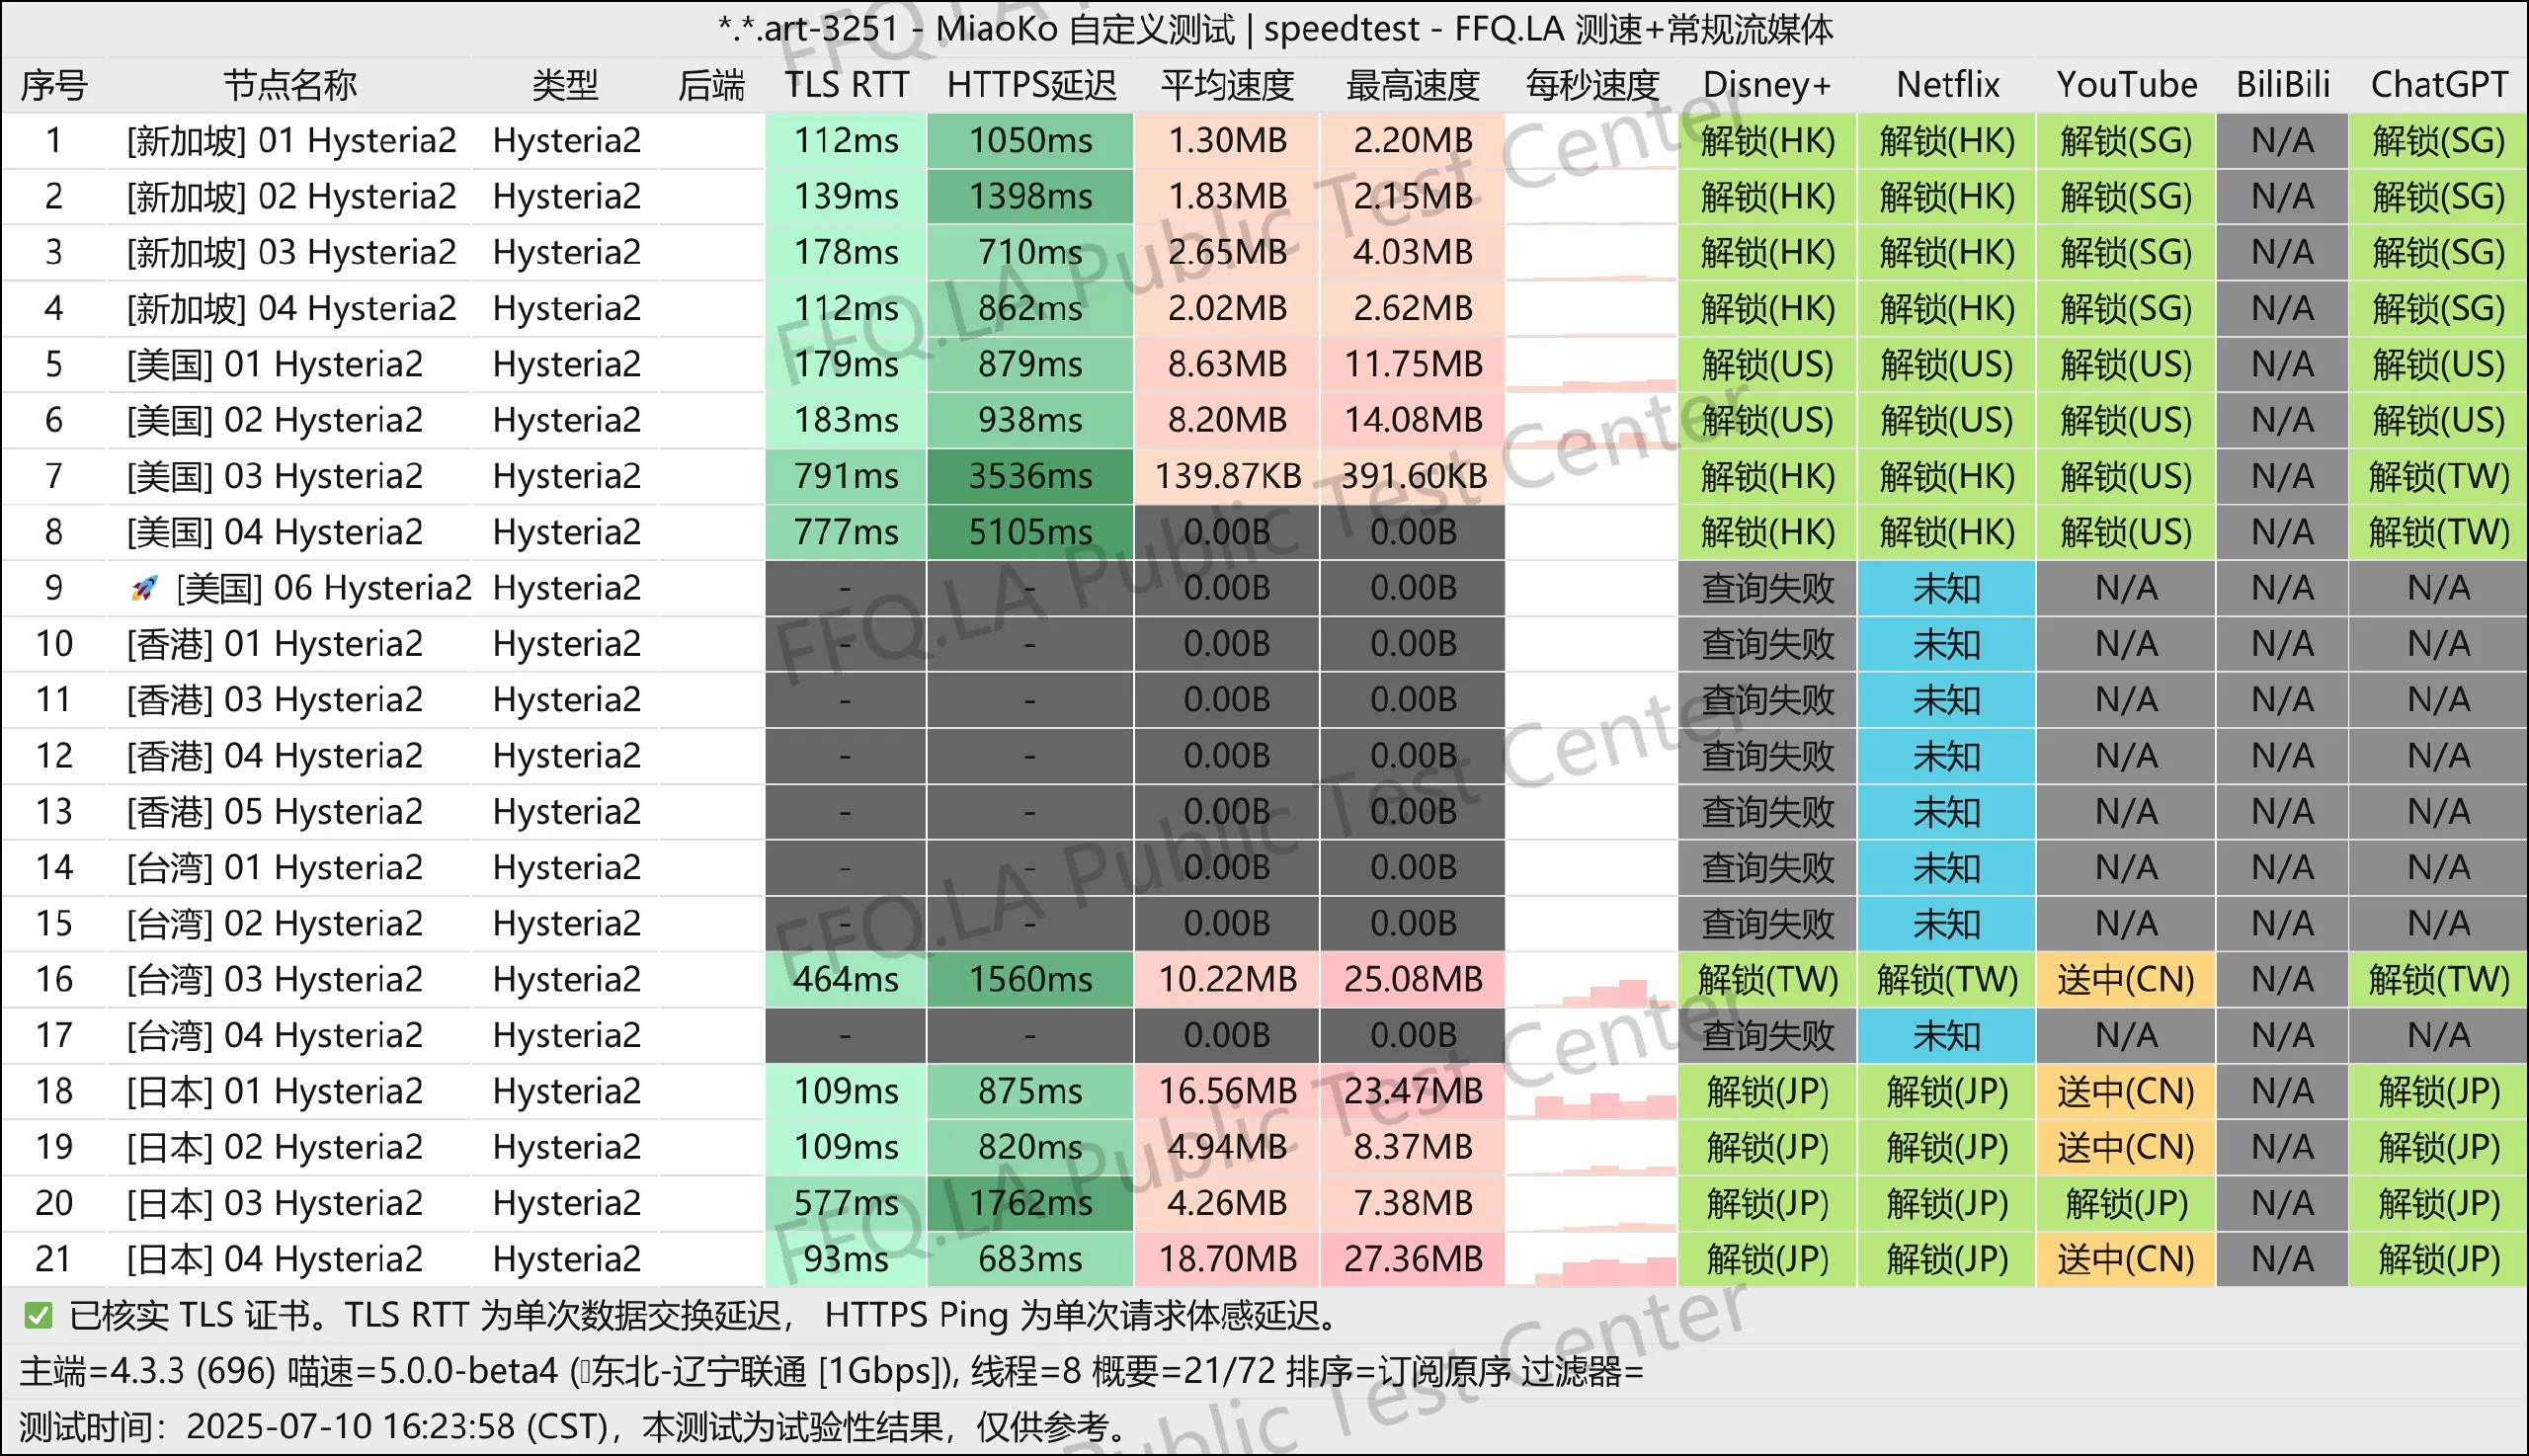 *.*.art-3251 - MiaoKo 自定义测试 | speedtest - FFQ.LA 测速+常规流媒体
序号 节点名称 类型 后端 TLS RTT HTTPS延迟 平均速度 最高速度 每秒速度 Disney+ Netflix YouTube BiliBili ChatGPT
1 [新加坡] 01 Hysteria2 Hysteria2 112ms 1050ms 1.30MB 2.20MB 解锁(HK) 解锁(HK) 解锁(SG) N/A 解锁(SG)
2 [新加坡] 02 Hysteria2 Hysteria2 139ms 1398ms 1.83MB 2.15MB 解锁(HK) 解锁(HK) 解锁(SG) N/A 解锁(SG)
3 [新加坡] 03 Hysteria2 Hysteria2 178ms 710ms 2.65MB 4.03MB 解锁(HK) 解锁(HK) 解锁(SG) N/A 解锁(SG)
4 [新加坡] 04 Hysteria2 Hysteria2 112ms 862ms 2.02MB 2.62MB 解锁(HK) 解锁(HK) 解锁(SG) N/A 解锁(SG)
5 [美国] 01 Hysteria2 Hysteria2 179ms 879ms 8.63MB 11.75MB 解锁(US) 解锁(US) 解锁(US) N/A 解锁(US)
6 [美国] 02 Hysteria2 Hysteria2 183ms 938ms 8.20MB 14.08MB 解锁(US) 解锁(US) 解锁(US) N/A 解锁(US)
7 [美国] 03 Hysteria2 Hysteria2 791ms 3536ms 139.87KB 391.60KB 解锁(HK) 解锁(HK) 解锁(US) N/A 解锁(TW)
8 [美国] 04 Hysteria2 Hysteria2 777ms 5105ms 0.00B 0.00B 解锁(HK) 解锁(HK) 解锁(US) N/A 解锁(TW)
9 🚀 [美国] 06 Hysteria2 Hysteria2 - - 0.00B 0.00B 查询失败 未知 N/A N/A N/A
10 [香港] 01 Hysteria2 Hysteria2 - - 0.00B 0.00B 查询失败 未知 N/A N/A N/A
11 [香港] 03 Hysteria2 Hysteria2 - - 0.00B 0.00B 查询失败 未知 N/A N/A N/A
12 [香港] 04 Hysteria2 Hysteria2 - - 0.00B 0.00B 查询失败 未知 N/A N/A N/A
13 [香港] 05 Hysteria2 Hysteria2 - - 0.00B 0.00B 查询失败 未知 N/A N/A N/A
14 [台湾] 01 Hysteria2 Hysteria2 - - 0.00B 0.00B 查询失败 未知 N/A N/A N/A
15 [台湾] 02 Hysteria2 Hysteria2 - - 0.00B 0.00B 查询失败 未知 N/A N/A N/A
16 [台湾] 03 Hysteria2 Hysteria2 464ms 1560ms 10.22MB 25.08MB 解锁(TW) 解锁(TW) 送中(CN) N/A 解锁(TW)
17 [台湾] 04 Hysteria2 Hysteria2 - - 0.00B 0.00B 查询失败 未知 N/A N/A N/A
18 [日本] 01 Hysteria2 Hysteria2 109ms 875ms 16.56MB 23.47MB 解锁(JP) 解锁(JP) 送中(CN) N/A 解锁(JP)
19 [日本] 02 Hysteria2 Hysteria2 109ms 820ms 4.94MB 8.37MB 解锁(JP) 解锁(JP) 送中(CN) N/A 解锁(JP)
20 [日本] 03 Hysteria2 Hysteria2 577ms 1762ms 4.26MB 7.38MB 解锁(JP) 解锁(JP) 解锁(JP) N/A 解锁(JP)
21 [日本] 04 Hysteria2 Hysteria2 93ms 683ms 18.70MB 27.36MB 解锁(JP) 解锁(JP) 送中(CN) N/A 解锁(JP)
✅ 已核实 TLS 证书。TLS RTT 为单次数据交换延迟， HTTPS Ping 为单次请求体感延迟。
主端=4.3.3 (696) 喵速=5.0.0-beta4 (东北-辽宁联通 [1Gbps]), 线程=8 概要=21/72 排序=订阅原序 过滤器=
测试时间：2025-07-10 16:23:58 (CST)，本测试为试验性结果，仅供参考。
FFQ.LA Public Test Center
FFQ.LA Public Test Center
FFQ.LA Public Test Center
FFQ.LA Public Test Center
Public Test Center